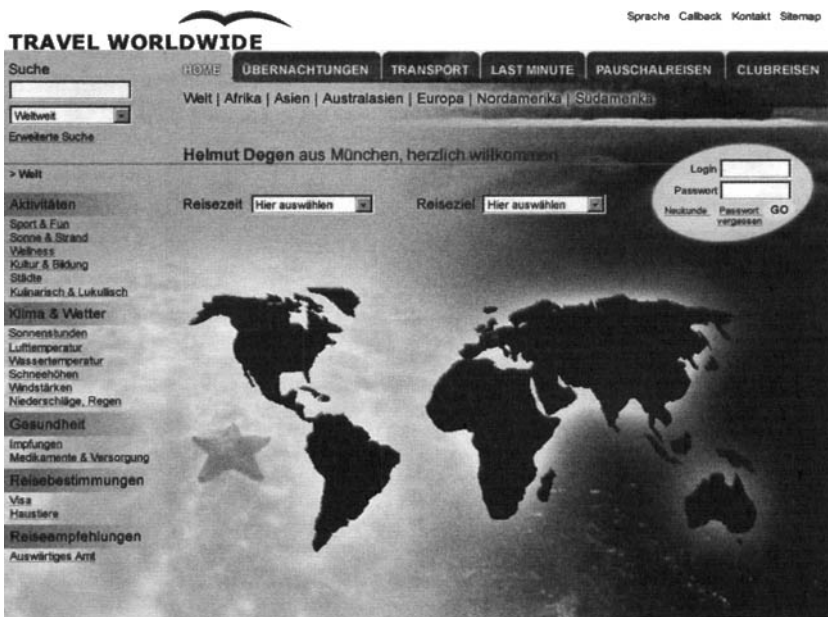 Sprache Callback Kontakt Sitemap
TRAVEL WORLDWIDE
HOME ÜBERNACHTUNGEN TRANSPORT LAST MINUTE PAUSCHALREISEN CLUBREISEN
Welt | Afrika | Asien | Australasien | Europa | Nordamerika | Südamerika
Suche
Weltweit
Erweiterte Suche
Helmut Degen aus München, herzlich willkommen
Login
Passwort
Neukunde Passwort vergessen GO
> Welt
Reisezeit Hier auswählen Reiseziel Hier auswählen
Aktivitäten
Sport & Fun
Sonne & Strand
Wellness
Kultur & Bildung
Städte
Kulinarisch & Lukullisch
Klima & Wetter
Sonnenstunden
Lufttemperatur
Wassertemperatur
Schneehöhen
Windstärken
Niederschläge, Regen
Gesundheit
Impfungen
Medikamente & Versorgung
Reisebestimmungen
Visa
Haustiere
Reiseempfehlungen
Auswärtiges Amt